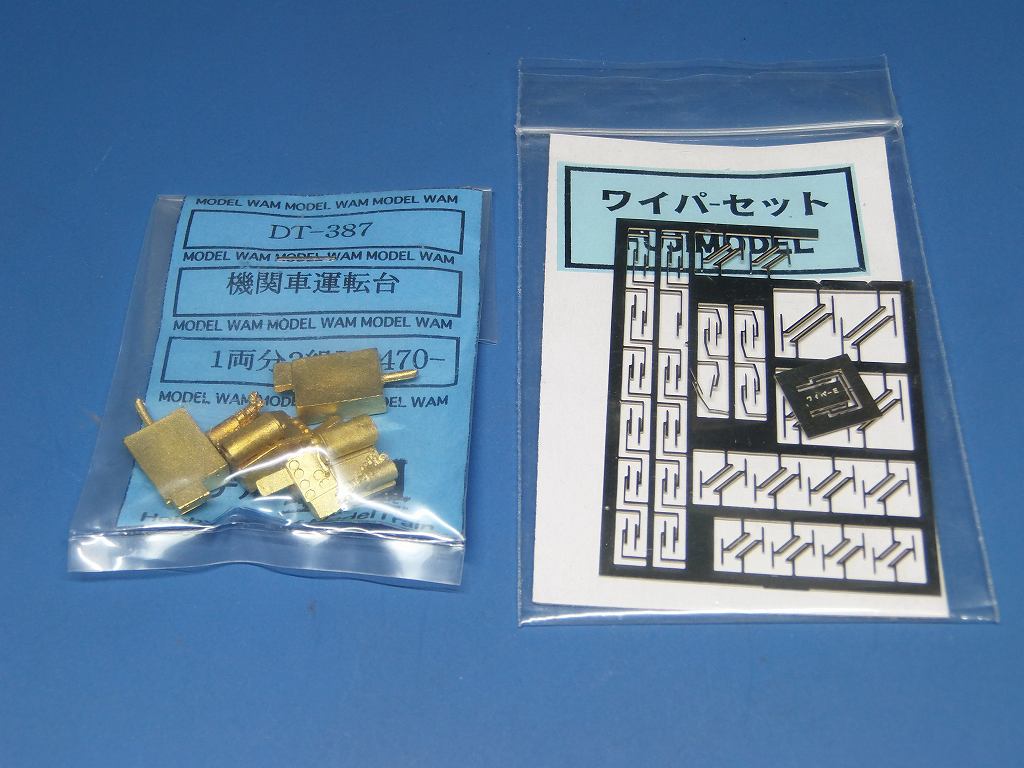 MODEL WAM MODEL WAM MODEL WAM
DT-387
MODEL WAM MODEL WAM MODEL WAM
機関車運転台
MODEL WAM MODEL WAM MODEL WAM
1両分 470-
MODEL WAM WAM
ワイパーセット
MODEL
ワイパーE